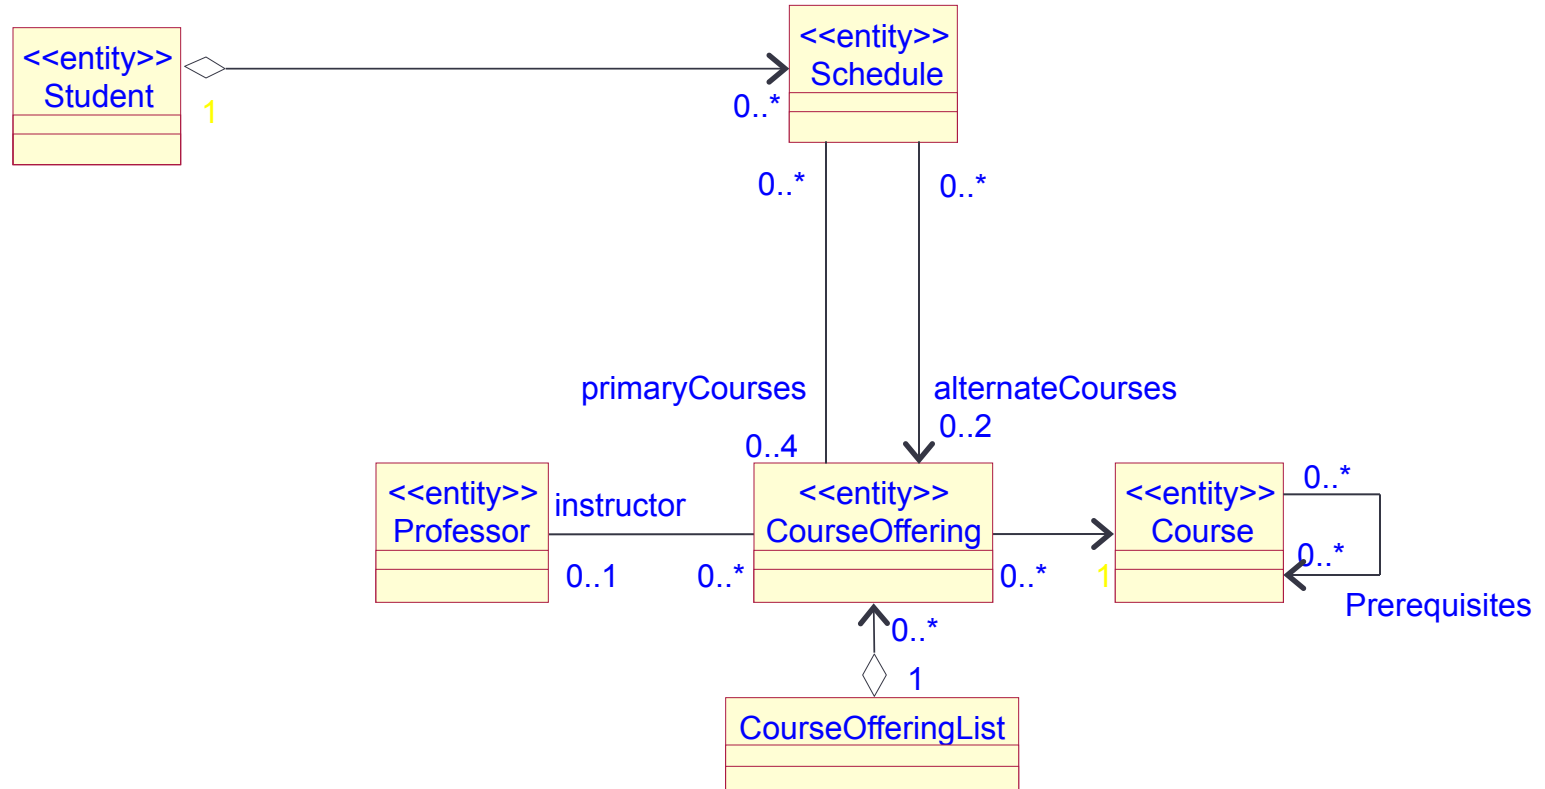 <<entity>>
Student
1
0..*
<<entity>>
Schedule
0..*
0..*
primaryCourses
alternateCourses
0..4
0..2
<<entity>>
Professor
instructor
0..1
0..*
<<entity>>
CourseOffering
0..*
1
<<entity>>
Course
0..*
0..*
Prerequisites
0..*
1
CourseOfferingList